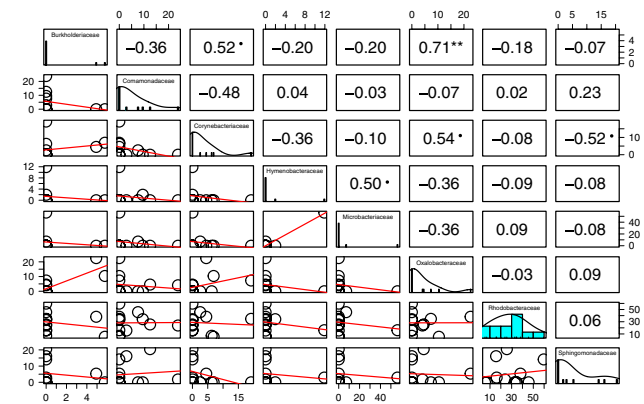 0 10 20 0 4 8 12 0 10 20 0 5 15
Burkholderiaceae −0.36 0.52 • −0.20 −0.20 0.71** −0.18 −0.07 0 2 4
0 10 20 Comamonadaceae −0.48 0.04 −0.03 −0.07 0.02 0.23
Corynebacteriaceae −0.36 −0.10 0.54 • −0.08 −0.52 • 0 10
0 4 8 12 Hymenobacteraceae 0.50 • −0.36 −0.09 −0.08
Microbacteriaceae −0.36 0.09 −0.08 0 20 40
0 10 20 Oxalobacteraceae −0.03 0.09
Rhodobacteraceae 0.06 10 30 50
0 5 15 Sphingomonadaceae
0 2 4 0 5 15 0 20 40 10 30 50